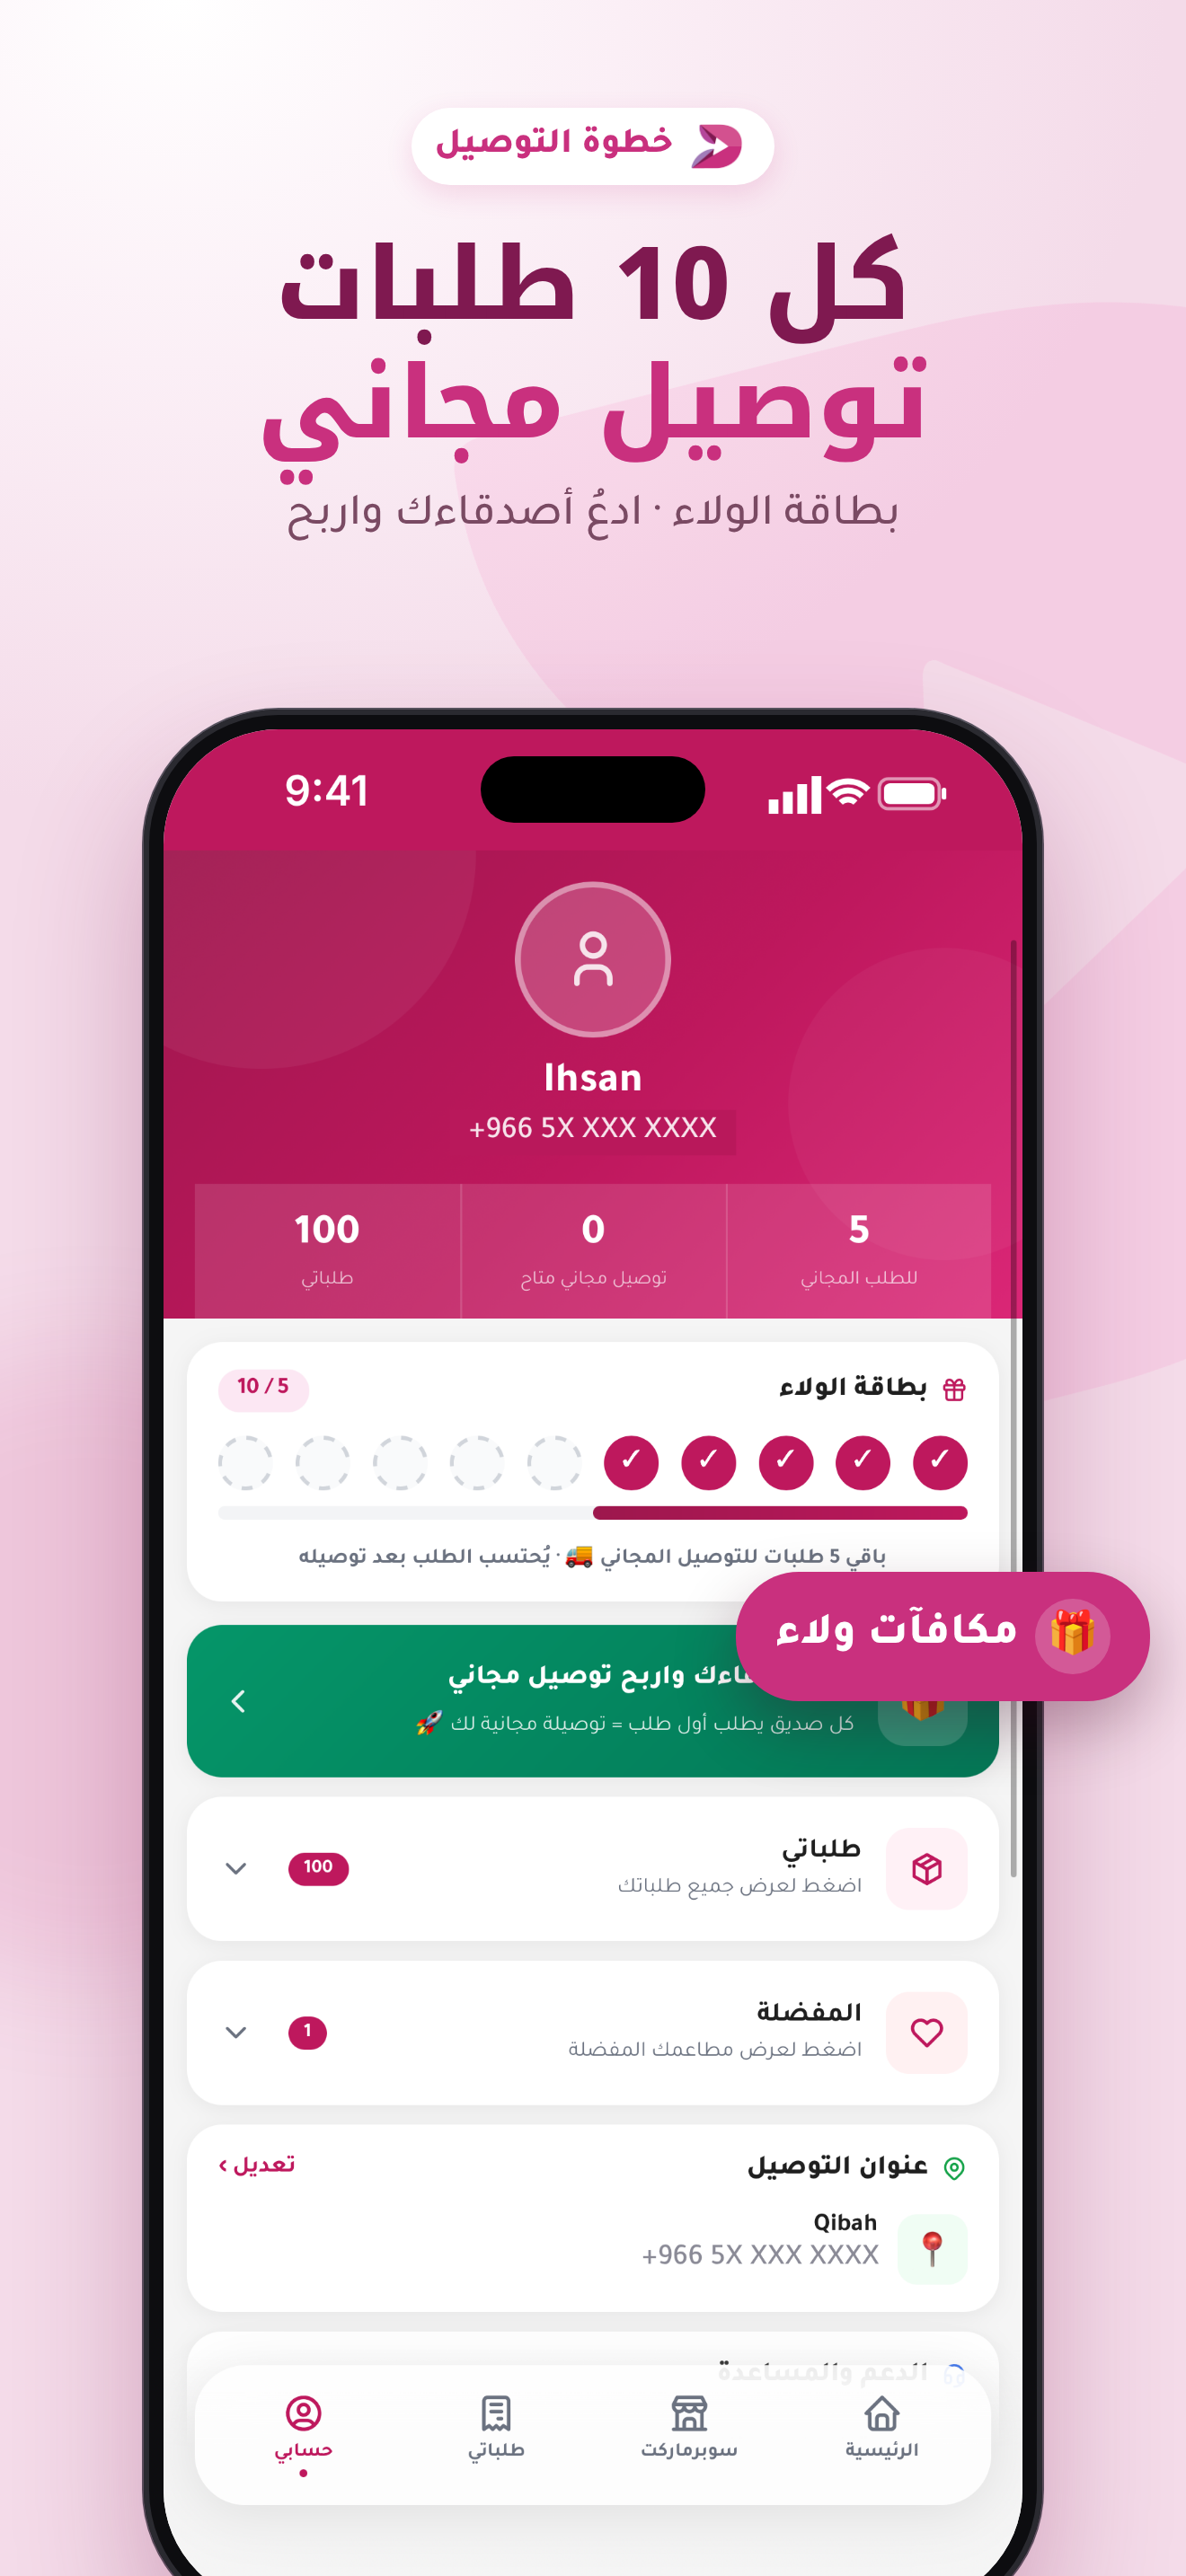 خطوة التوصيل
كل 10 طلبات
توصيل مجاني
بطاقة الولاء · ادعُ أصدقاءك واربح
9:41
Ihsan
+966 5X XXX XXXX
5
للطلب المجاني
0
توصيل مجاني متاح
100
طلباتي
بطاقة الولاء
10 / 5
باقي 5 طلبات للتوصيل المجاني 🚚 · يُحتسب الطلب بعد توصيله
مكافآت ولاء
واربح توصيل مجاني
كل صديق يطلب أول طلب = توصيلة مجانية لك 🚀
طلباتي
100
اضغط لعرض جميع طلباتك
المفضلة
1
اضغط لعرض مطاعمك المفضلة
عنوان التوصيل
تعديل ›
Qibah
+966 5X XXX XXXX
الدعم والمساعدة
الرئيسية
سوبرماركت
طلباتي
حسابي